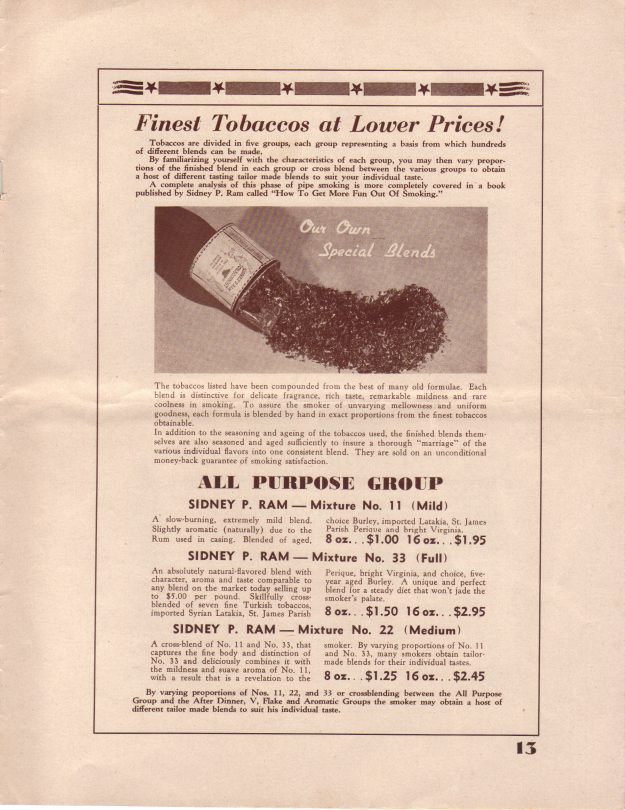 Finest Tobaccos at Lower Prices!
Tobaccos are divided in five groups, each group representing a basis from which hundreds
of different blends can be made.
By familiarizing yourself with the characteristics of each group, you may then vary propor-
tions of the finished blend in each group or cross blend between the various groups to obtain
a host of different tasting tailor made blends to suit your individual taste.
A complete analysis of this phase of pipe smoking is more completely covered in a book
published by Sidney P. Ram called "How To Get More Fun Out Of Smoking."
Our Own
Special Blends
The tobaccos listed have been compounded from the best of many old formulae. Each
blend is distinctive for delicate fragrance, rich taste, remarkable mildness and rare
coolness in smoking. To assure the smoker of unvarying mellowness and uniform
goodness, each formula is blended by hand in exact proportions from the finest tobaccos
obtainable.
In addition to the seasoning and ageing of the tobaccos used, the finished blends them-
selves are also seasoned and aged sufficiently to insure a thorough "marriage" of the
various individual flavors into one consistent blend. They are sold on an unconditional
money-back guarantee of smoking satisfaction.
ALL PURPOSE GROUP
SIDNEY P. RAM — Mixture No. 11 (Mild)
A slow-burning, extremely mild blend.
Slightly aromatic (naturally) due to the
Rum used in casing. Blended of aged,
choice Burley, imported Latakia, St. James
Parish Perique and bright Virginia.
8 oz. . . $1.00 16 oz. . . $1.95
SIDNEY P. RAM — Mixture No. 33 (Full)
An absolutely natural-flavored blend with
character, aroma and taste comparable to
any blend on the market today selling up
to $5.00 per pound. Skillfully cross-
blended of seven fine Turkish tobaccos,
imported Syrian Latakia, St. James Parish
Perique, bright Virginia, and choice, five-
year aged Burley. A unique and perfect
blend for a steady diet that won't jade the
smoker's palate.
8 oz. . . $1.50 16 oz. . . $2.95
SIDNEY P. RAM — Mixture No. 22 (Medium)
A cross-blend of No. 11 and No. 33, that
captures the fine body and distinction of
No. 33 and deliciously combines it with
the mildness and suave aroma of No. 11,
with a result that is a revelation to the
smoker. By varying proportions of No. 11
and No. 33, many smokers obtain tailor-
made blends for their individual tastes.
8 oz. . . $1.25 16 oz. . . $2.45
By varying proportions of Nos. 11, 22, and 33 or crossblending between the All Purpose
Group and the After Dinner, V, Flake and Aromatic Groups the smoker may obtain a host of
different tailor made blends to suit his individual taste.
13